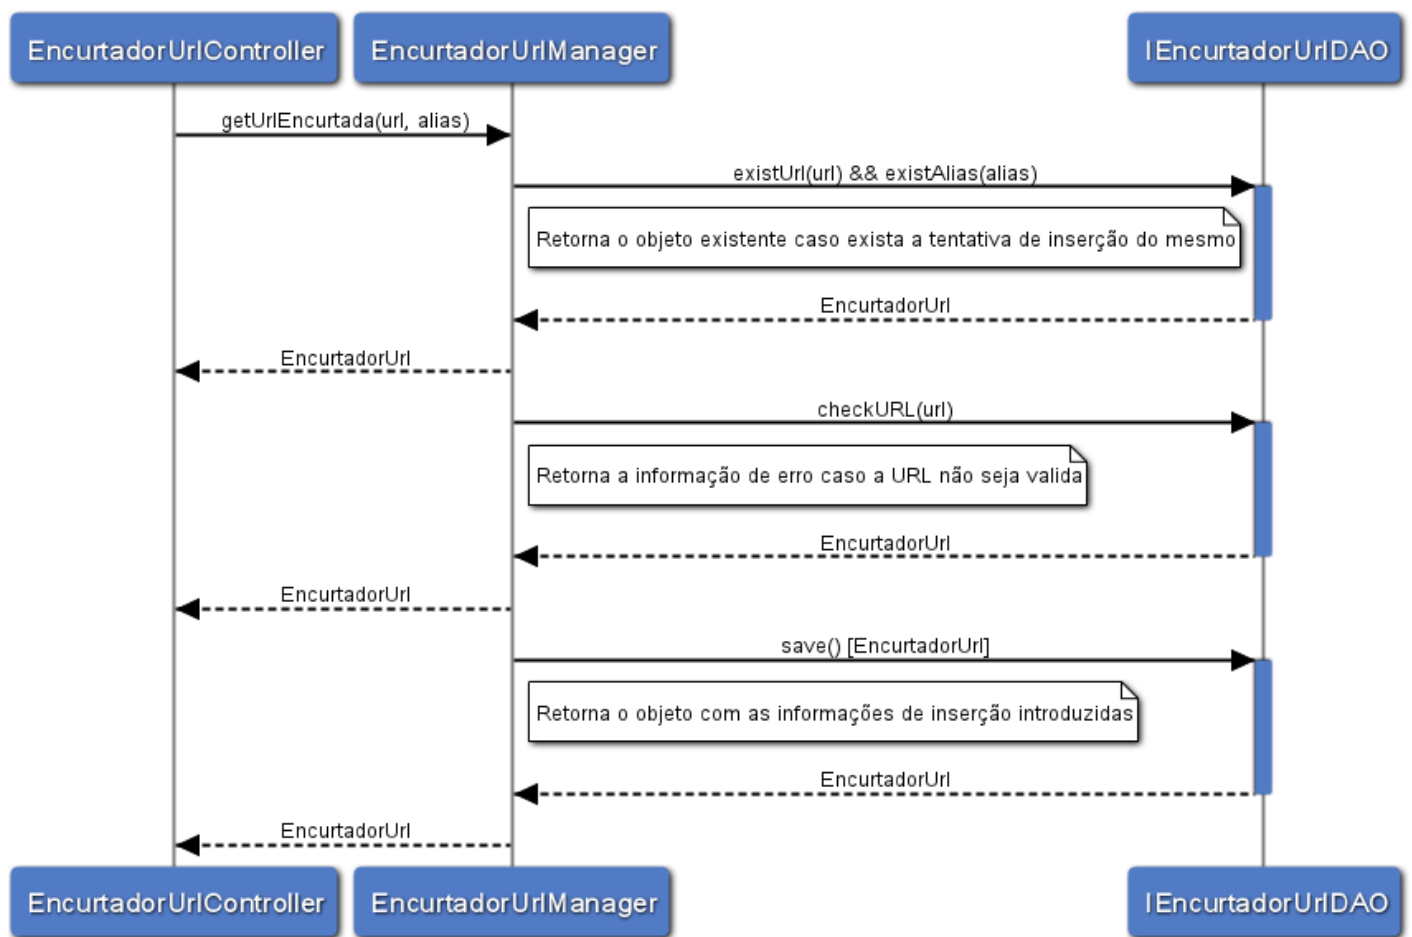 EncurtadorUrlController
EncurtadorUrlManager
IEncurtadorUrlDAO
getUrlEncurtada(url, alias)
existUrl(url) && existAlias(alias)
Retorna o objeto existente caso exista a tentativa de inserção do mesmo
EncurtadorUrl
EncurtadorUrl
checkURL(url)
Retorna a informação de erro caso a URL não seja valida
EncurtadorUrl
EncurtadorUrl
save() [EncurtadorUrl]
Retorna o objeto com as informações de inserção introduzidas
EncurtadorUrl
EncurtadorUrl
EncurtadorUrlController
EncurtadorUrlManager
IEncurtadorUrlDAO